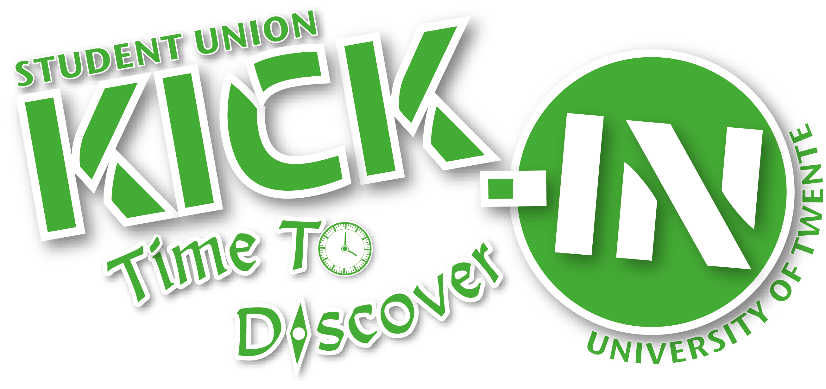 STUDENT UNION
KICK-IN
Time To
Discover
UNIVERSITY OF TWENTE